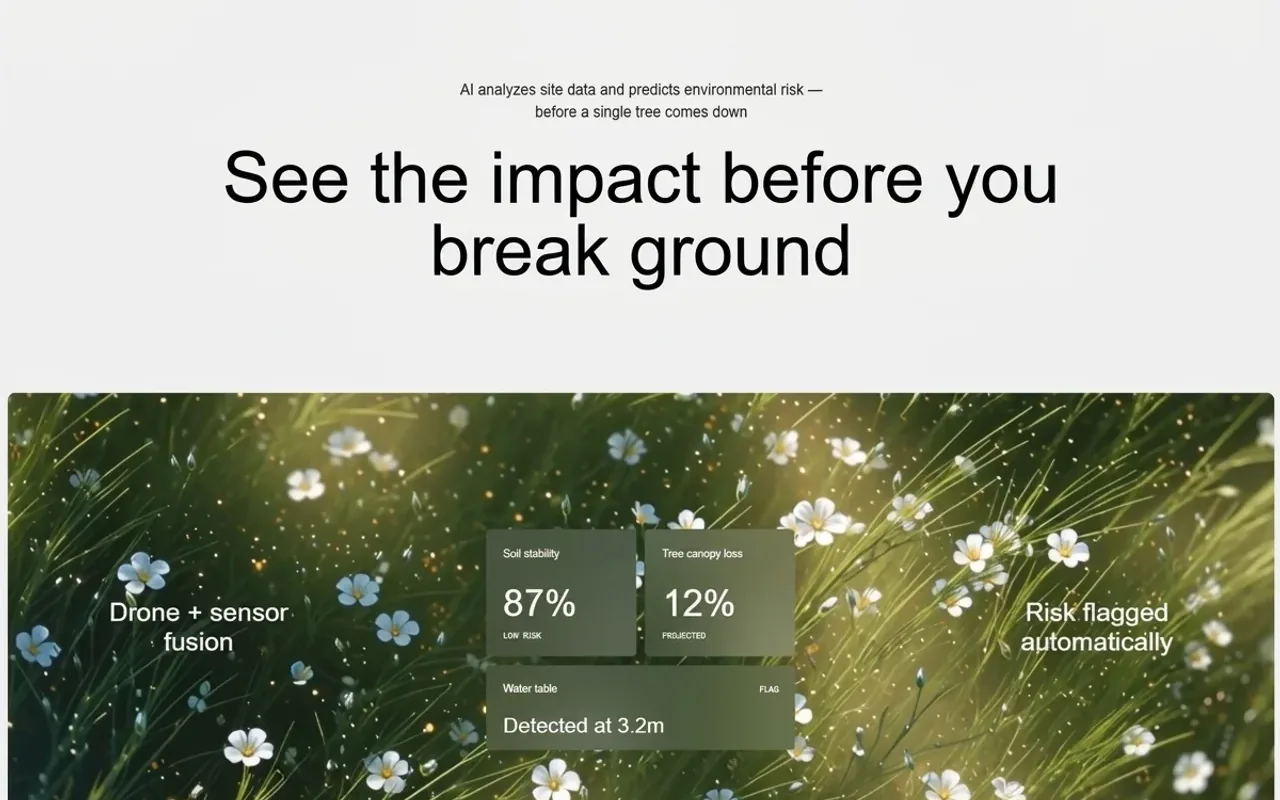 AI analyzes site data and predicts environmental risk —
before a single tree comes down
See the impact before you
break ground
Drone + sensor
fusion
Soil stability
87%
LOW RISK
Tree canopy loss
12%
PROJECTED
Water table
FLAG
Detected at 3.2m
Risk flagged
automatically